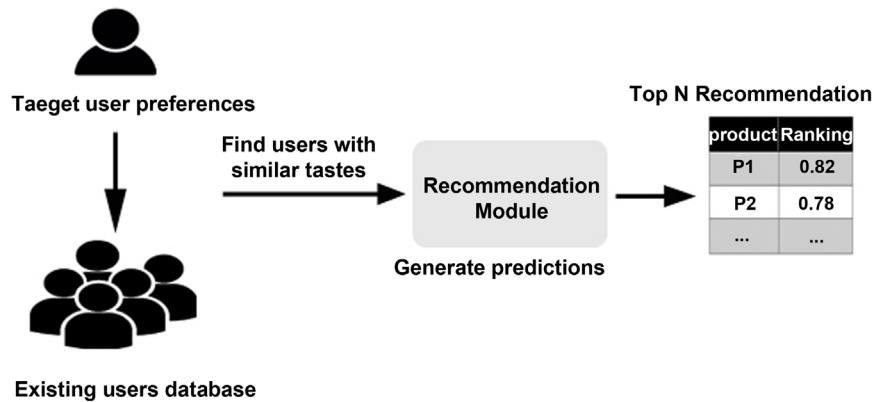 Taeget user preferences
Find users with
similar tastes
Recommendation
Module
Generate predictions
Existing users database
Top N Recommendation
product Ranking
P1 0.82
P2 0.78
... ...